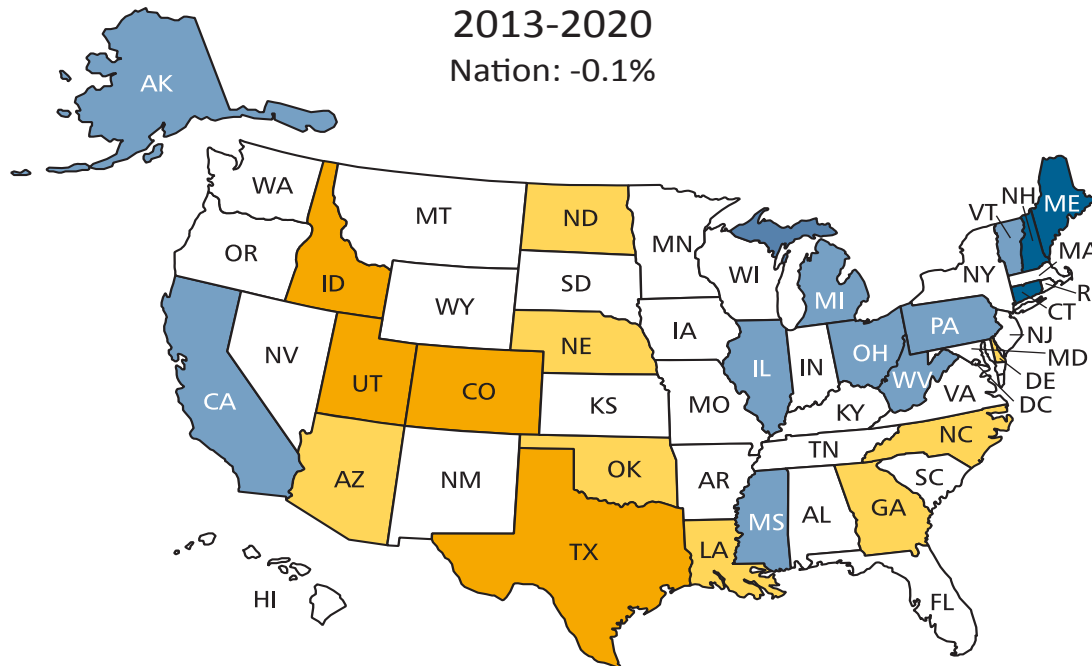 2013-2020
Nation: -0.1%
AK
WA
MT
ND
MN
VT
NH
ME
OR
ID
WY
SD
WI
MI
NY
MA
R
CT
NV
UT
CO
NE
IA
IL
IN
OH
PA
NJ
MD
DE
DC
CA
KS
MO
KY
WV
VA
AZ
NM
OK
AR
TN
NC
SC
TX
LA
MS
AL
GA
FL
HI